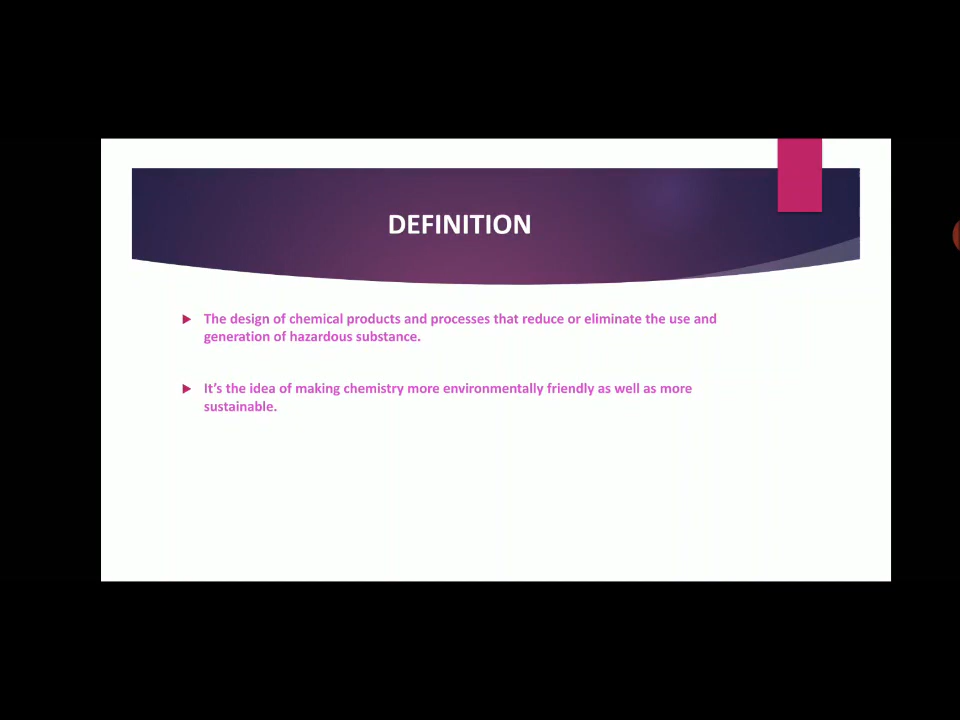 DEFINITION
The design of chemical products and processes that reduce or eliminate the use and
generation of hazardous substance.
It’s the idea of making chemistry more environmentally friendly as well as more
sustainable.